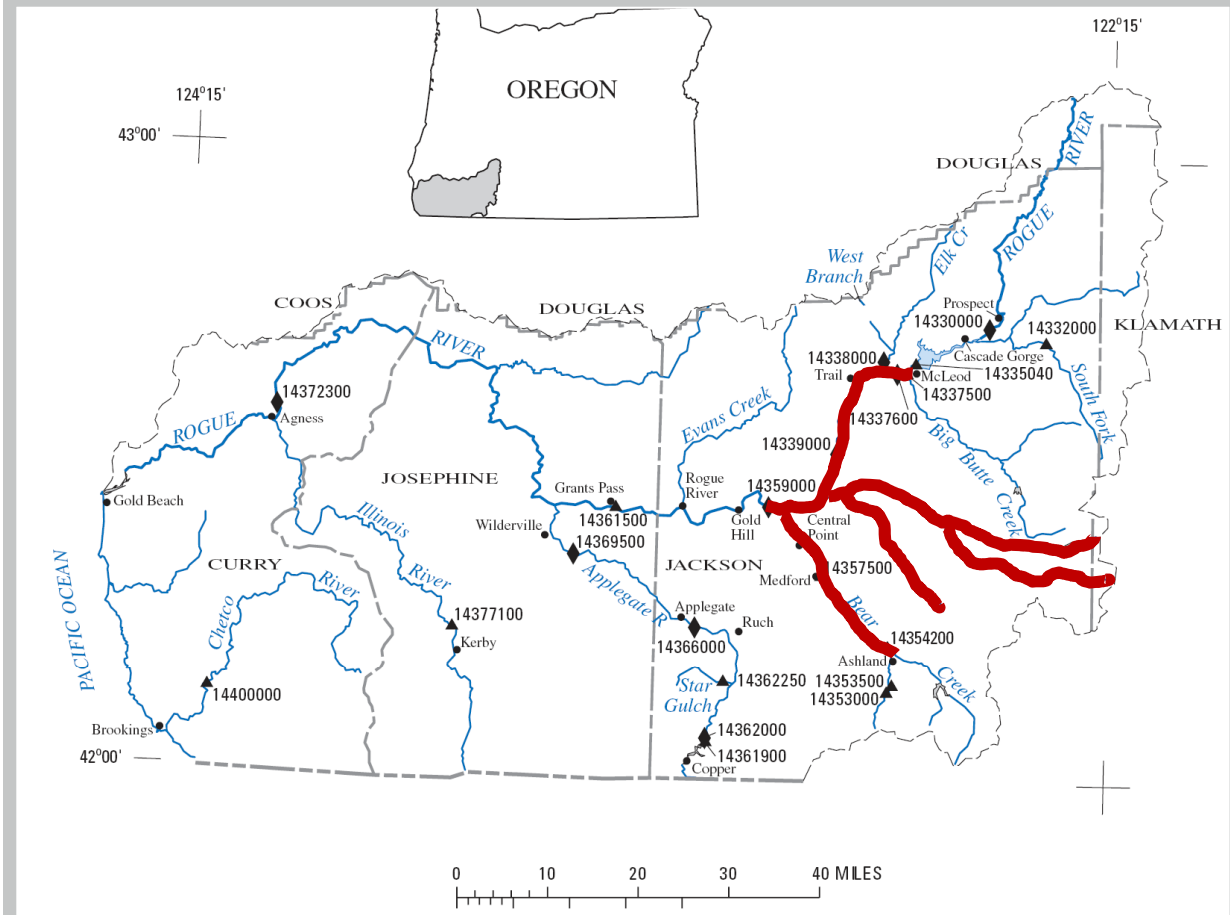 122°15'
124°15'
43°00'
OREGON
DOUGLAS
RIVER
ROGUE
Elk Cr
West
Branch
COOS
DOUGLAS
Prospect
14330000
14332000
KLAMATH
RIVER
14338000
Cascade Gorge
Trail
McLeod
14335040
14337500
South Fork
14372300
Agness
14337600
ROGUE
Evans Creek
14339000
Big Butte Creek
JOSEPHINE
Gold Beach
Grants Pass
Rogue
River
14359000
Illinois
River
14361500
Gold
Hill
Central
Point
Wilderville
14369500
CURRY
Applegate R
JACKSON
14357500
Medford
PACIFIC OCEAN
Chetco
River
14377100
Kerby
Applegate
Ruch
14366000
Bear
Creek
14354200
Ashland
14353500
14353000
14400000
Star
Gulch
14362250
Brookings
14362000
14361900
Copper
42°00'
0 10 20 30 40 MILES